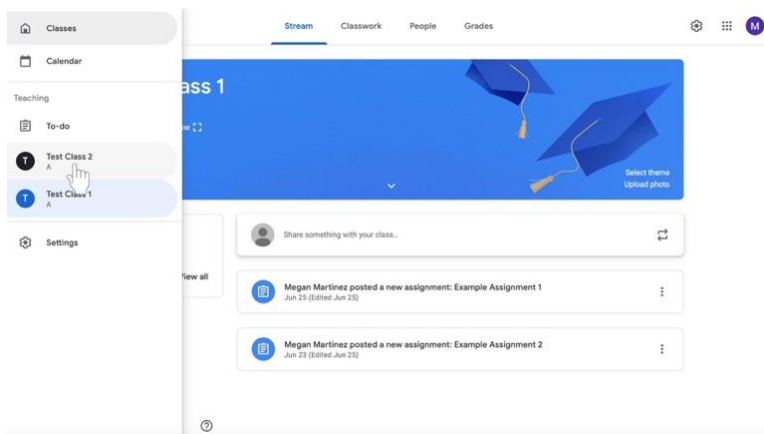 Classes
Calendar
Teaching
To-do
T
Test Class 2
A
T
Test Class 1
A
Settings
Stream Classwork People Grades
M
ass 1
Select theme
Upload photo
Share something with your class...
View all
Megan Martinez posted a new assignment: Example Assignment 1
Jun 25 (Edited Jun 25)
Megan Martinez posted a new assignment: Example Assignment 2
Jun 23 (Edited Jun 25)